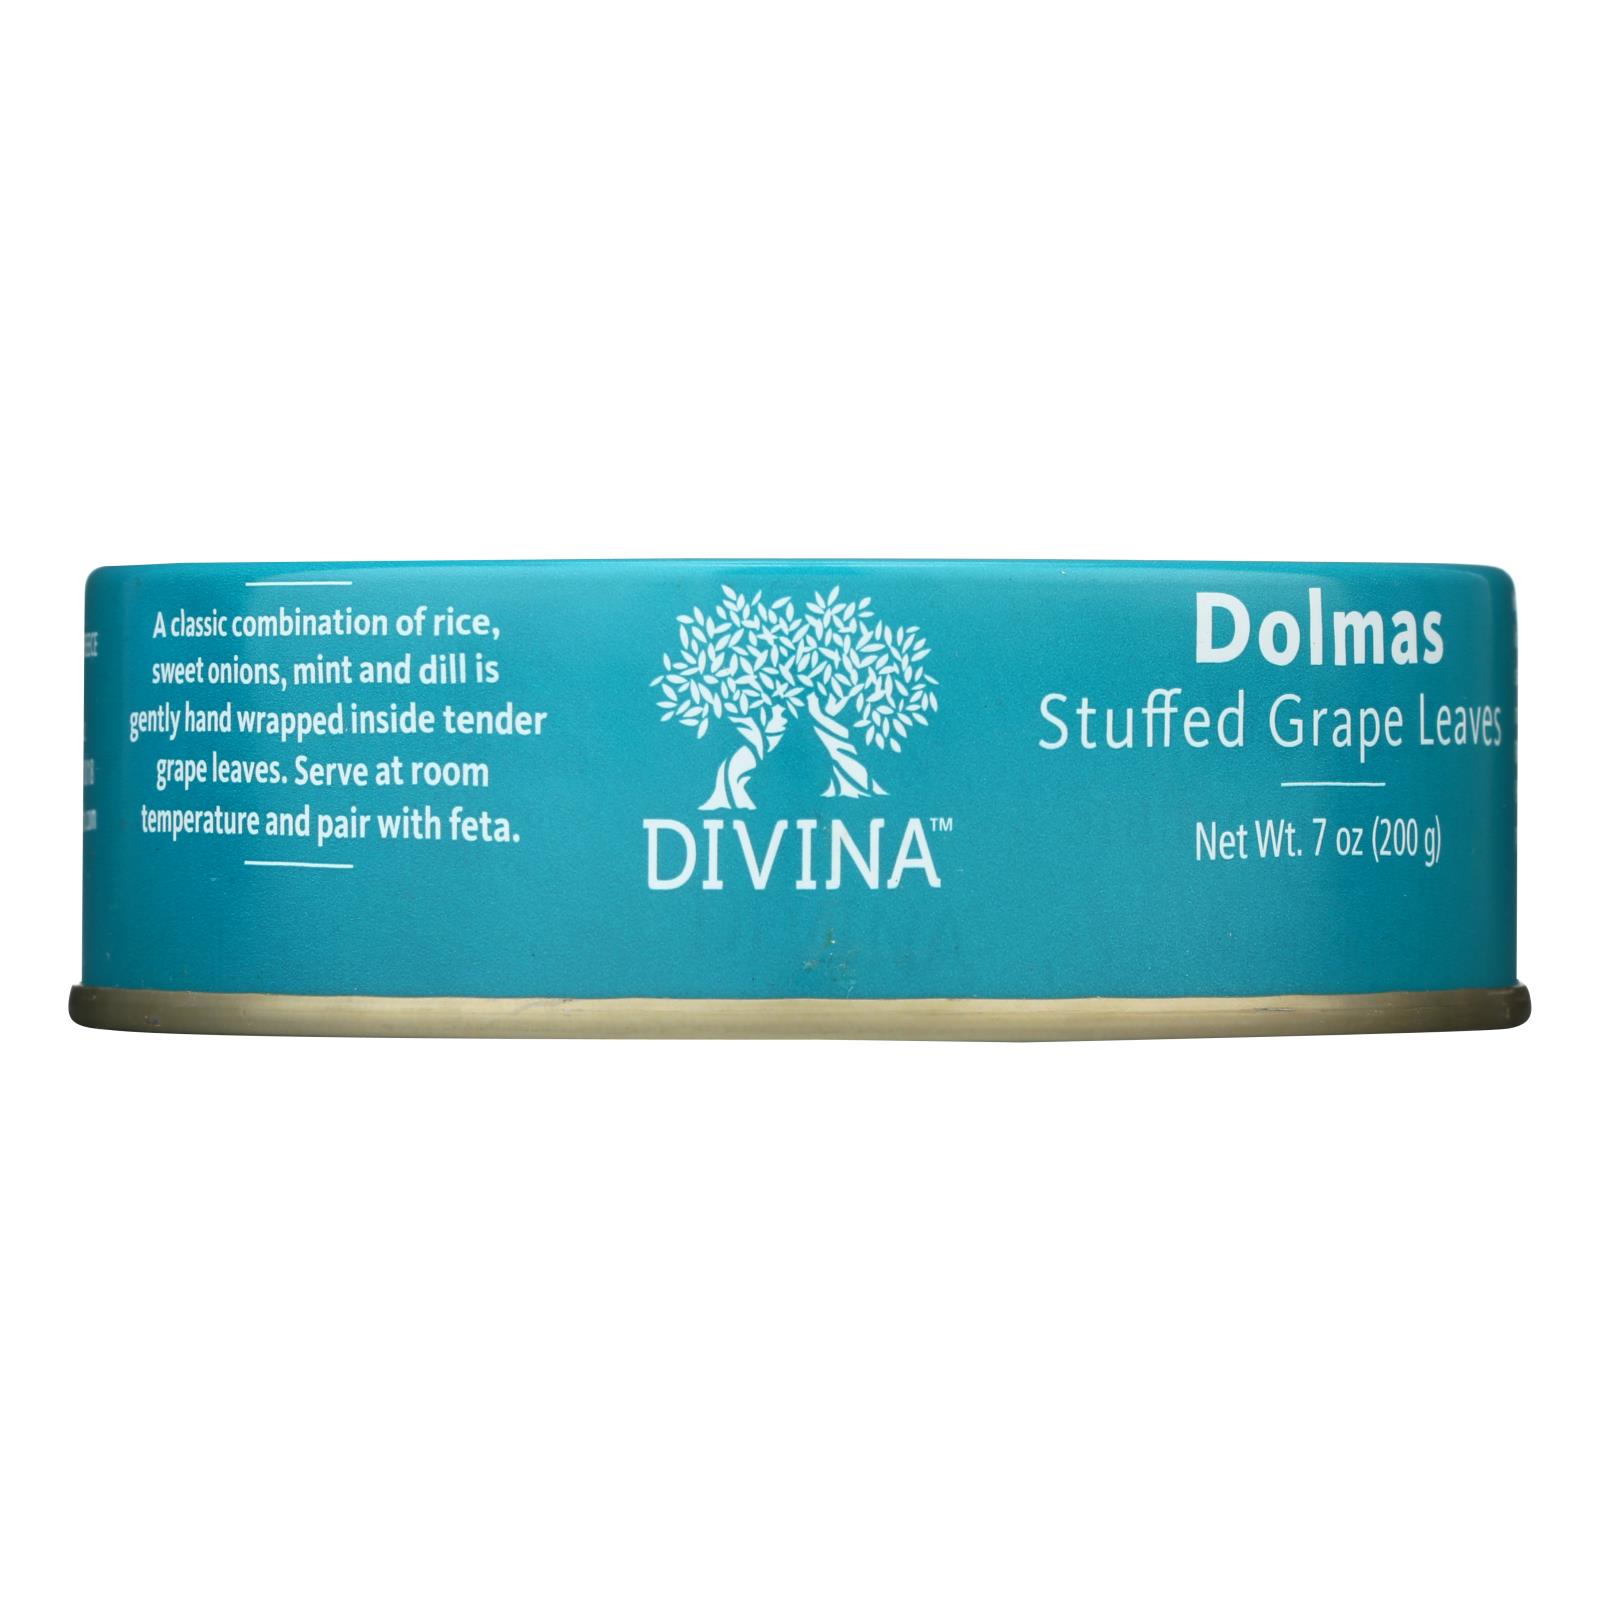 A classic combination of rice,
sweet onions, mint and dill is
gently hand wrapped inside tender
grape leaves. Serve at room
temperature and pair with feta.
DIVINA™
Dolmas
Stuffed Grape Leaves
Net Wt. 7 oz (200 g)